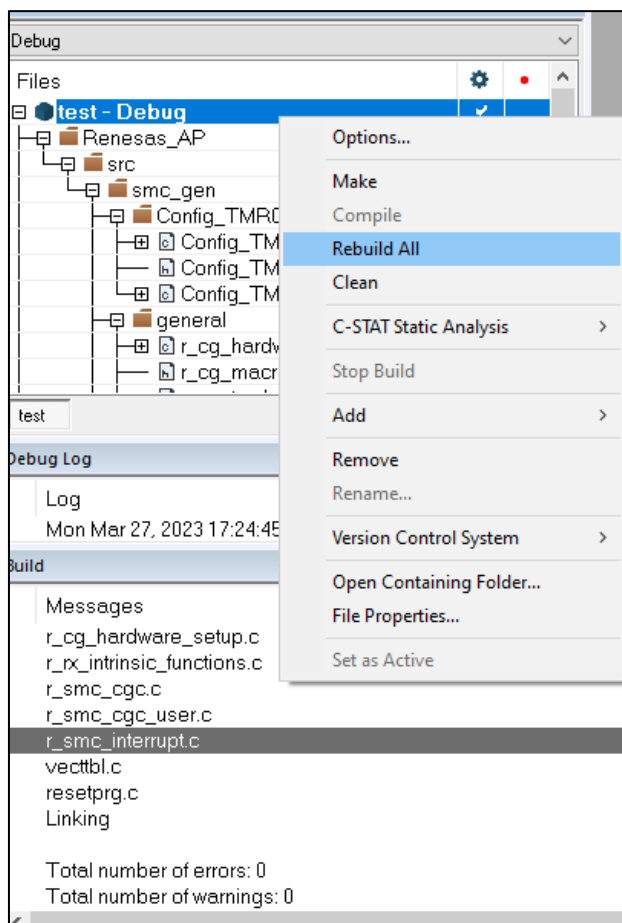 Debug
Files
test - Debug
Renesas_AP
src
smc_gen
Config_TMR
Config_TM
Config_TM
Config_TM
general
r_cg_hardw
r_cg_macr
test
Debug Log
Log
Mon Mar 27, 2023 17:24:45
Build
Messages
r_cg_hardware_setup.c
r_rx_intrinsic_functions.c
r_smc_cgc.c
r_smc_cgc_user.c
r_smc_interrupt.c
vecttbl.c
resetprg.c
Linking
Total number of errors: 0
Total number of warnings: 0
Options...
Make
Compile
Rebuild All
Clean
C-STAT Static Analysis
Stop Build
Add
Remove
Rename...
Version Control System
Open Containing Folder...
File Properties...
Set as Active